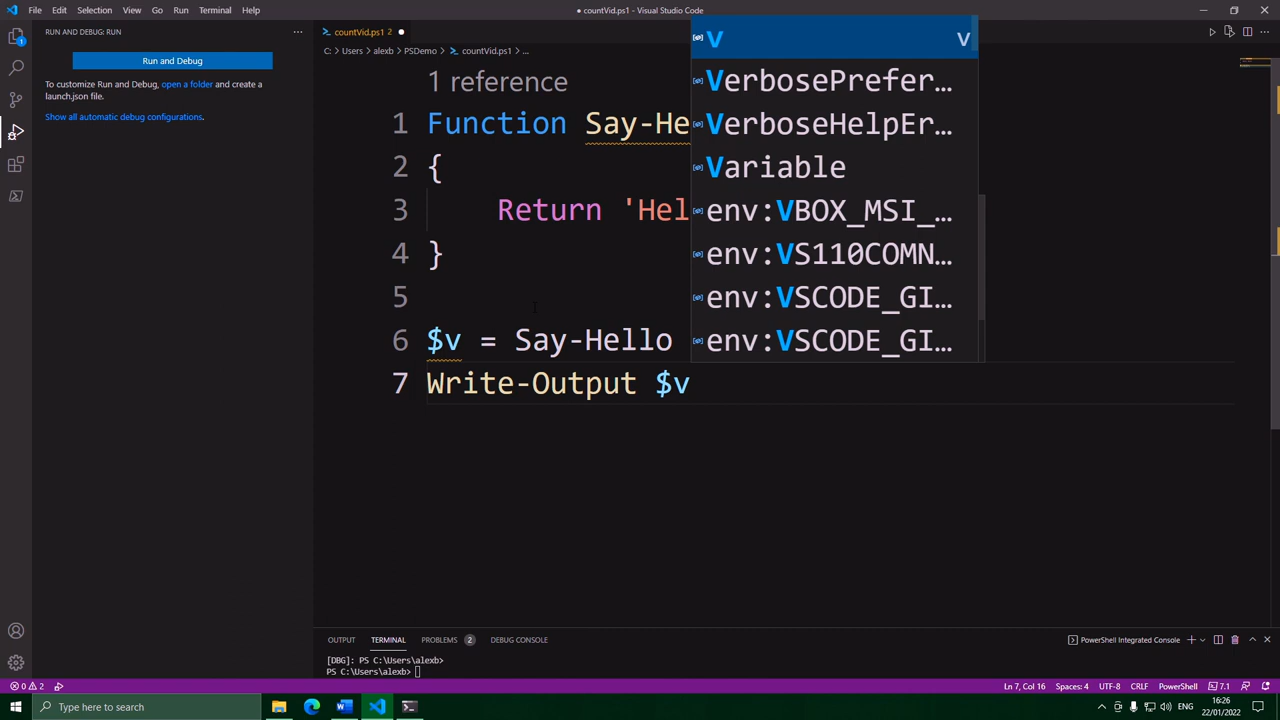 File Edit Selection View Go Run Terminal Help
● countVid.ps1 - Visual Studio Code
RUN AND DEBUG: RUN
Run and Debug
To customize Run and Debug, open a folder and create a
launch.json file.
Show all automatic debug configurations.
countVid.ps1 2 ●
C: > Users > alexb > PSDemo > countVid.ps1 > ...
1 reference
1 Function Say-He
2 {
3 Return 'Hel
4 }
5
6 $v = Say-Hello
7 Write-Output $v
V V
VerbosePrefer…
VerboseHelpEr…
Variable
env:VBOX_MSI_…
env:VS110COMN…
env:VSCODE_GI…
env:VSCODE_GI…
OUTPUT TERMINAL PROBLEMS 2 DEBUG CONSOLE
PowerShell Integrated Console
[DBG]: PS C:\Users\alexb>
PS C:\Users\alexb>
0 2
Ln 7, Col 16 Spaces: 4 UTF-8 CRLF PowerShell 7.1
Type here to search
ENG
16:26
22/01/2022
1